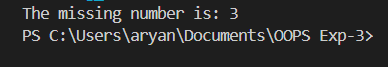 The missing number is: 3
PS C:\Users\aryan\Documents\OOPS Exp-3>